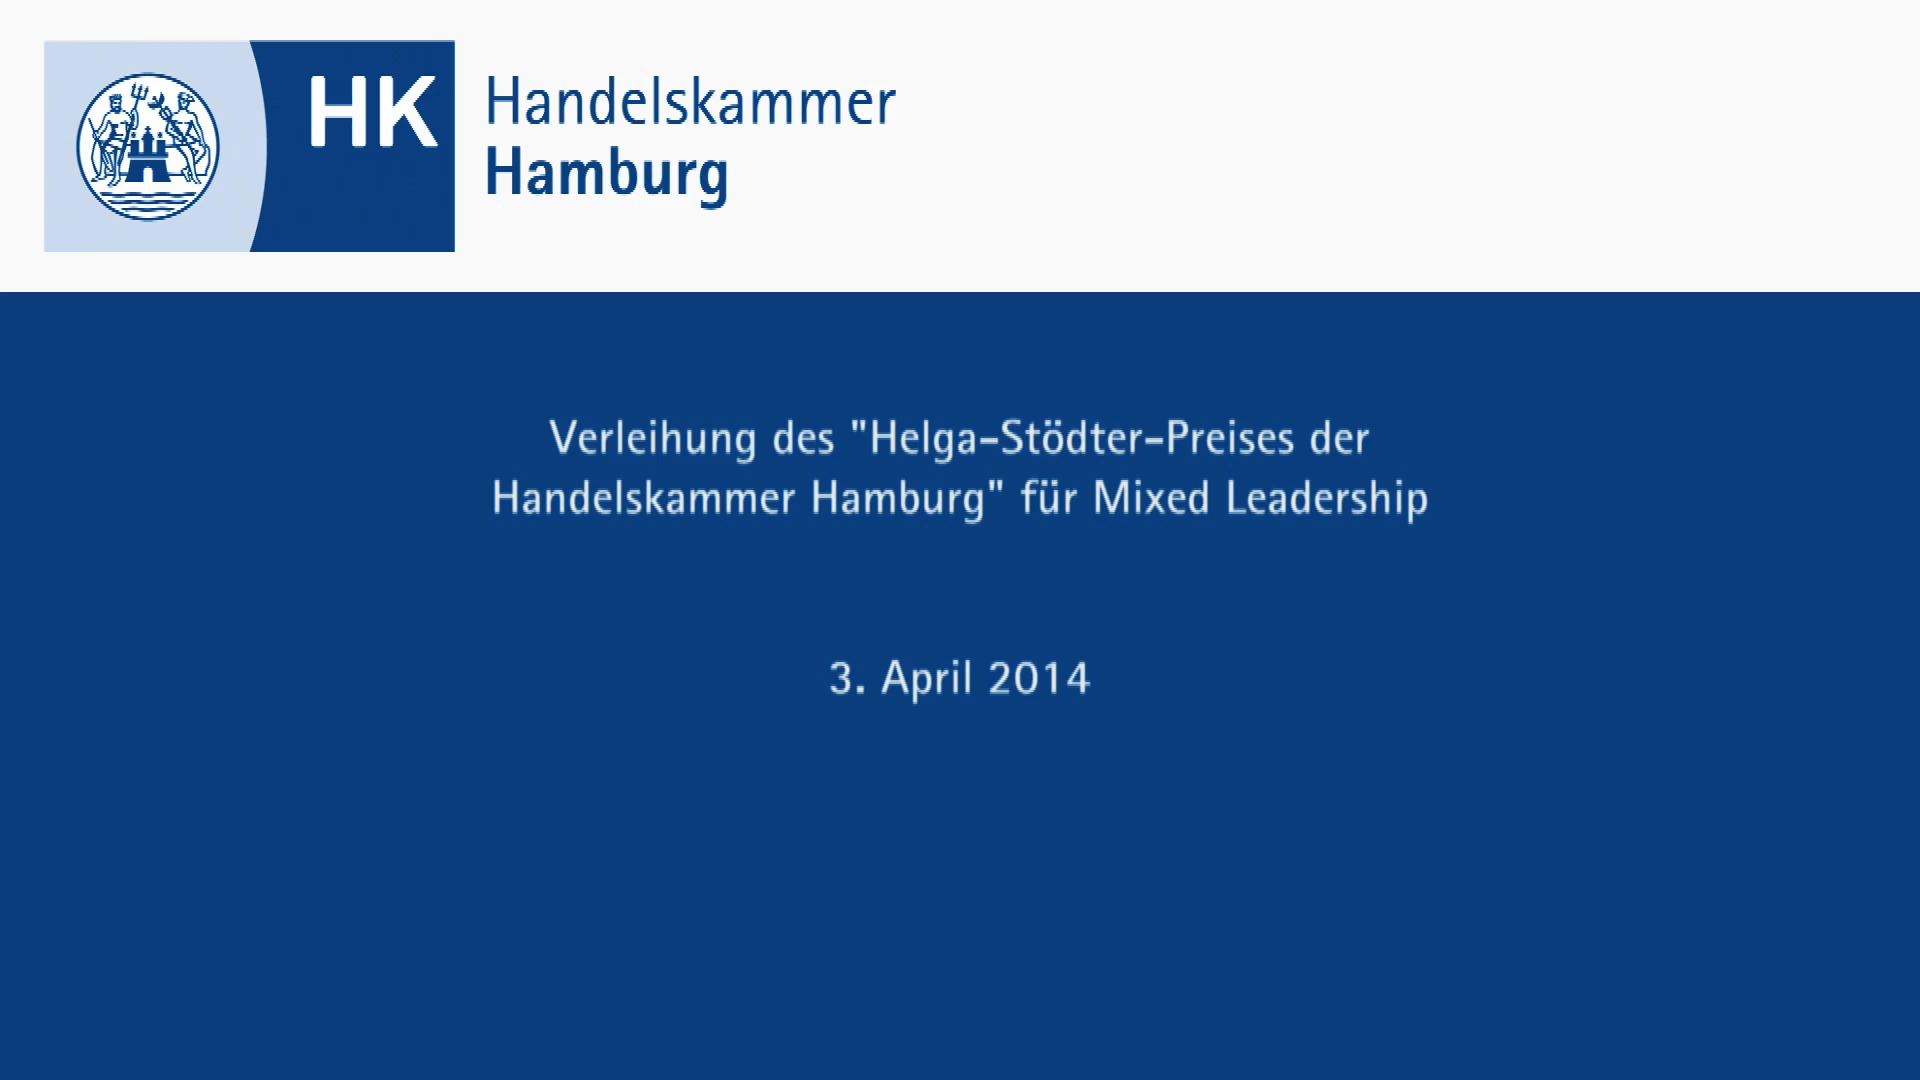 HK
Handelskammer
Hamburg
Verleihung des "Helga-Stödter-Preises der
Handelskammer Hamburg" für Mixed Leadership
3. April 2014